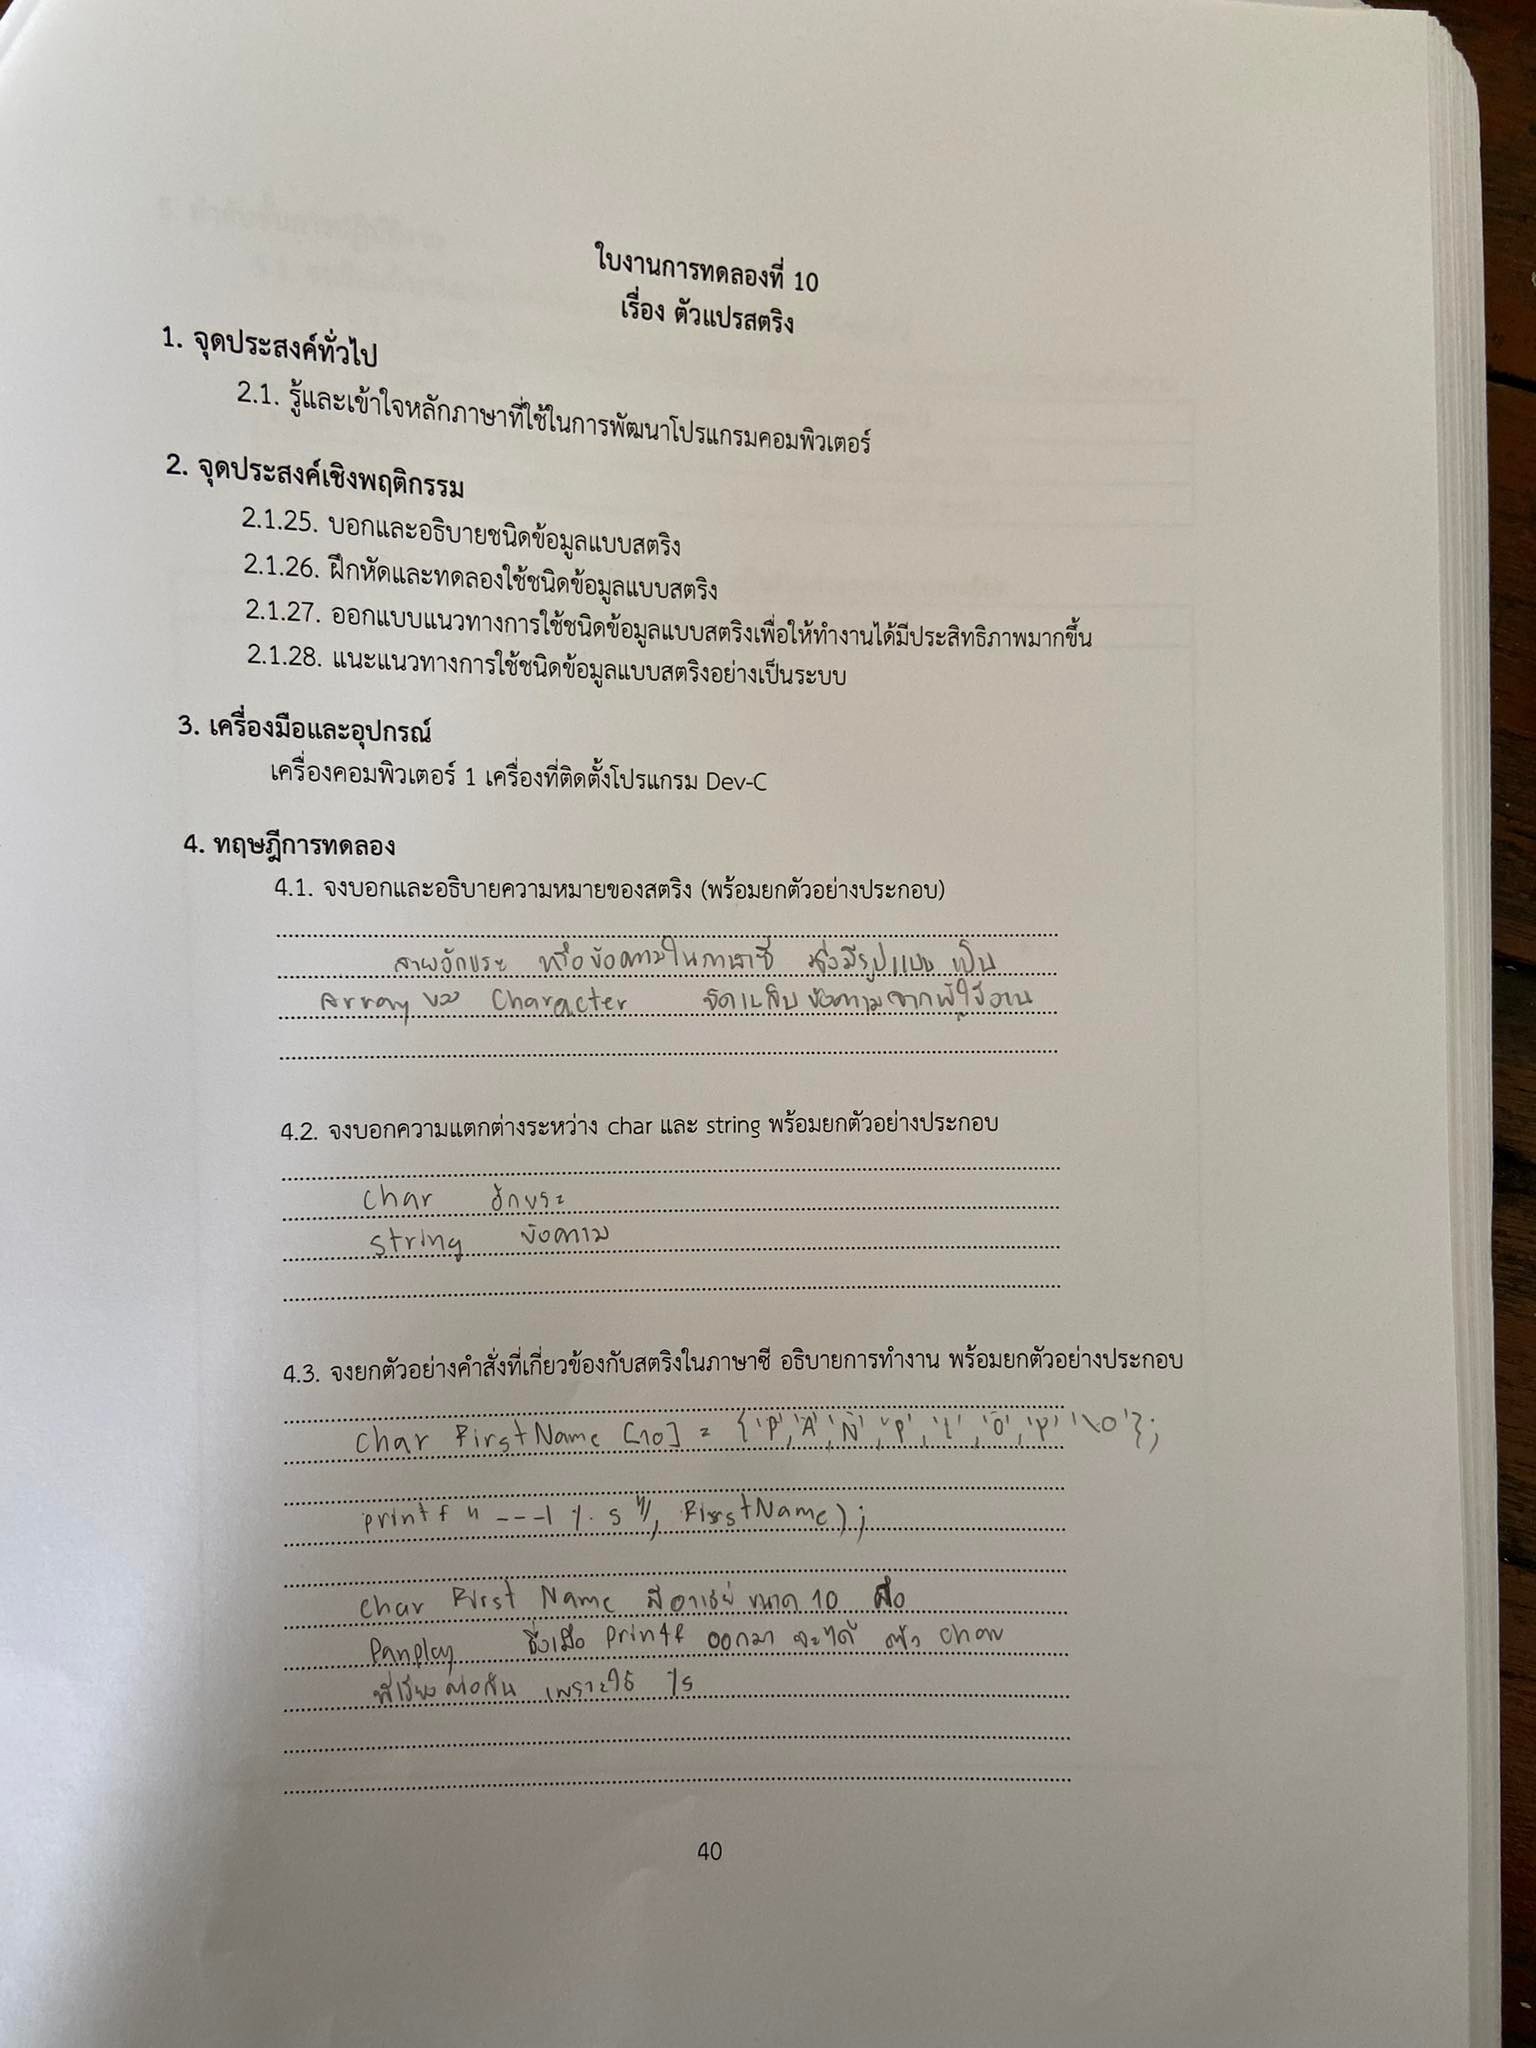 ใบงานการทดลองที่ 10
เรื่อง ตัวแปรสตริง
1. จุดประสงค์ทั่วไป
2.1. รู้และเข้าใจหลักภาษาที่ใช้ในการพัฒนาโปรแกรมคอมพิวเตอร์
2. จุดประสงค์เชิงพฤติกรรม
2.1.25. บอกและอธิบายชนิดข้อมูลแบบสตริง
2.1.26. ฝึกหัดและทดลองใช้ชนิดข้อมูลแบบสตริง
2.1.27. ออกแบบแนวทางการใช้ชนิดข้อมูลแบบสตริงเพื่อให้ทำงานได้มีประสิทธิภาพมากขึ้น
2.1.28. แนะแนวทางการใช้ชนิดข้อมูลแบบสตริงอย่างเป็นระบบ
3. เครื่องมือและอุปกรณ์
เครื่องคอมพิวเตอร์ 1 เครื่องที่ติดตั้งโปรแกรม Dev-C
4. ทฤษฎีการทดลอง
4.1. จงบอกและอธิบายความหมายของสตริง (พร้อมยกตัวอย่างประกอบ)
สายอักขระ หรือข้อความในภาษาซี ซึ่งมีรูปแบบ เป็น
array ของ Character จัดเก็บข้อความจากผู้ใช้งาน
4.2. จงบอกความแตกต่างระหว่าง char และ string พร้อมยกตัวอย่างประกอบ
char อักขระ
string ข้อความ
4.3. จงยกตัวอย่างคำสั่งที่เกี่ยวข้องกับสตริงในภาษาซี อธิบายการทำงาน พร้อมยกตัวอย่างประกอบ
char FirstName [10] = {'P','A','N','P','L','O','Y' '\0'};
printf " --- % s ", FirstName);
char First Name มีอาเรย์ ขนาด 10 คือ
Panploy ซึ่งเมื่อ printf ออกมา จะได้ ตัว char
ที่เรียงต่อกัน เพราะใช้ %s
40